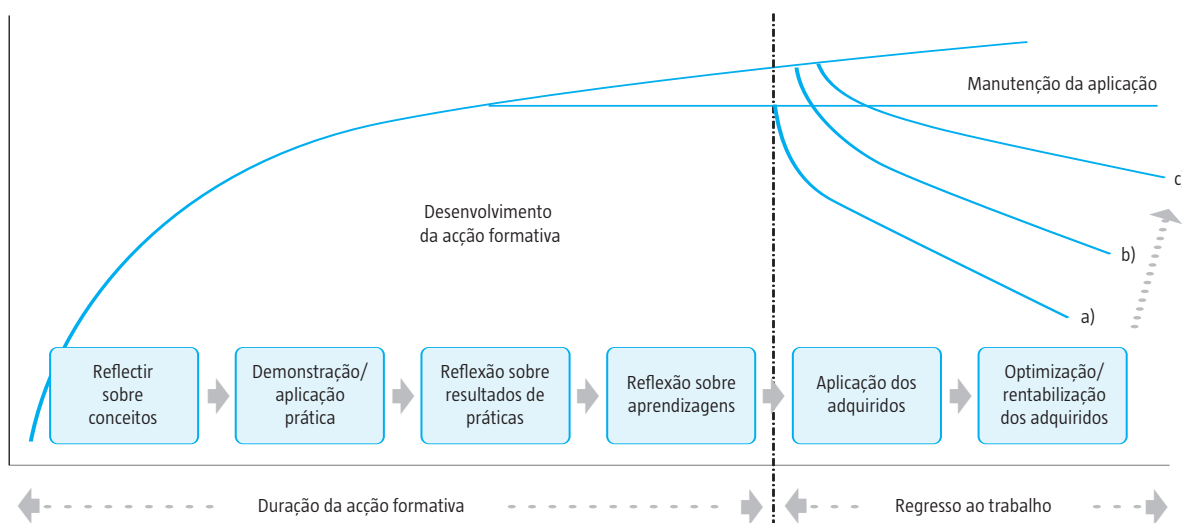 Manutenção da aplicação
c
Desenvolvimento
da acção formativa
b)
a)
Reflectir
sobre
conceitos
Demonstração/
aplicação
prática
Reflexão sobre
resultados de
práticas
Reflexão sobre
aprendizagens
Aplicação dos
adquiridos
Optimização/
rentabilização
dos adquiridos
Duração da acção formativa
Regresso ao trabalho